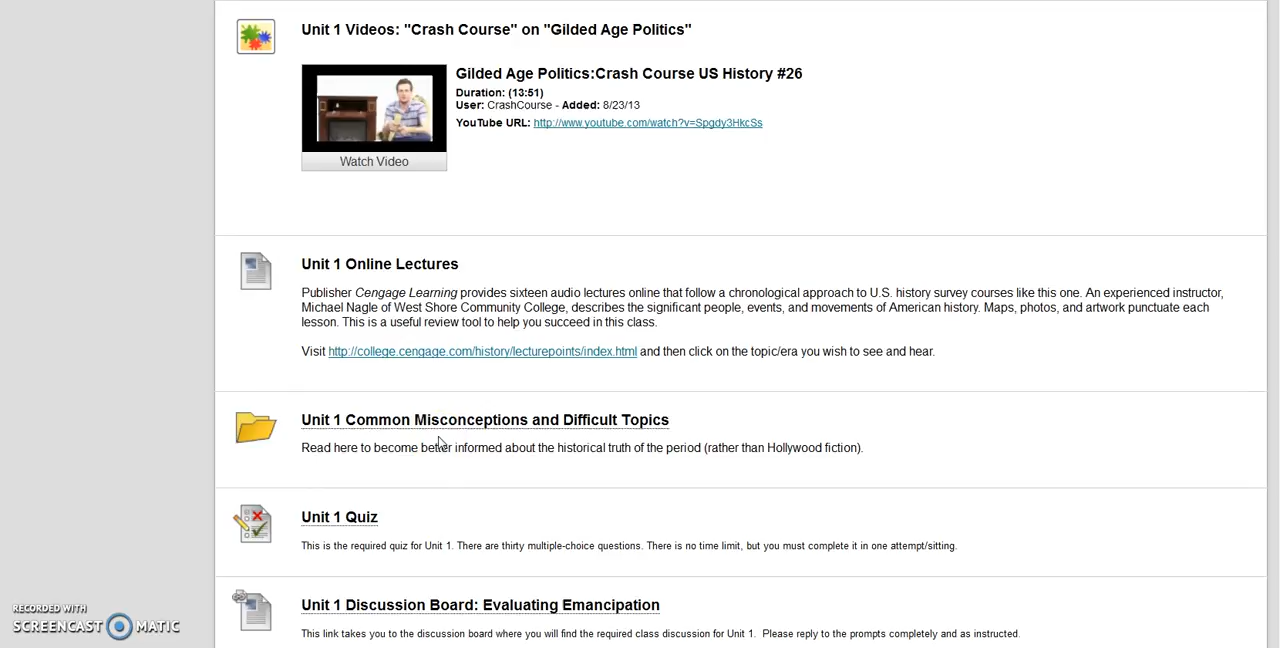 Unit 1 Videos: "Crash Course" on "Gilded Age Politics"
Gilded Age Politics:Crash Course US History #26
Duration: (13:51)
User: CrashCourse - Added: 8/23/13
YouTube URL: http://www.youtube.com/watch?v=Spgdy3HkcSs
Watch Video
Unit 1 Online Lectures
Publisher Cengage Learning provides sixteen audio lectures online that follow a chronological approach to U.S. history survey courses like this one. An experienced instructor,
Michael Nagle of West Shore Community College, describes the significant people, events, and movements of American history. Maps, photos, and artwork punctuate each
lesson. This is a useful review tool to help you succeed in this class.
Visit http://college.cengage.com/history/lecturepoints/index.html and then click on the topic/era you wish to see and hear.
Unit 1 Common Misconceptions and Difficult Topics
Read here to become better informed about the historical truth of the period (rather than Hollywood fiction).
Unit 1 Quiz
This is the required quiz for Unit 1. There are thirty multiple-choice questions. There is no time limit, but you must complete it in one attempt/sitting.
Unit 1 Discussion Board: Evaluating Emancipation
This link takes you to the discussion board where you will find the required class discussion for Unit 1. Please reply to the prompts completely and as instructed.
RECORDED WITH
SCREENCAST MATIC